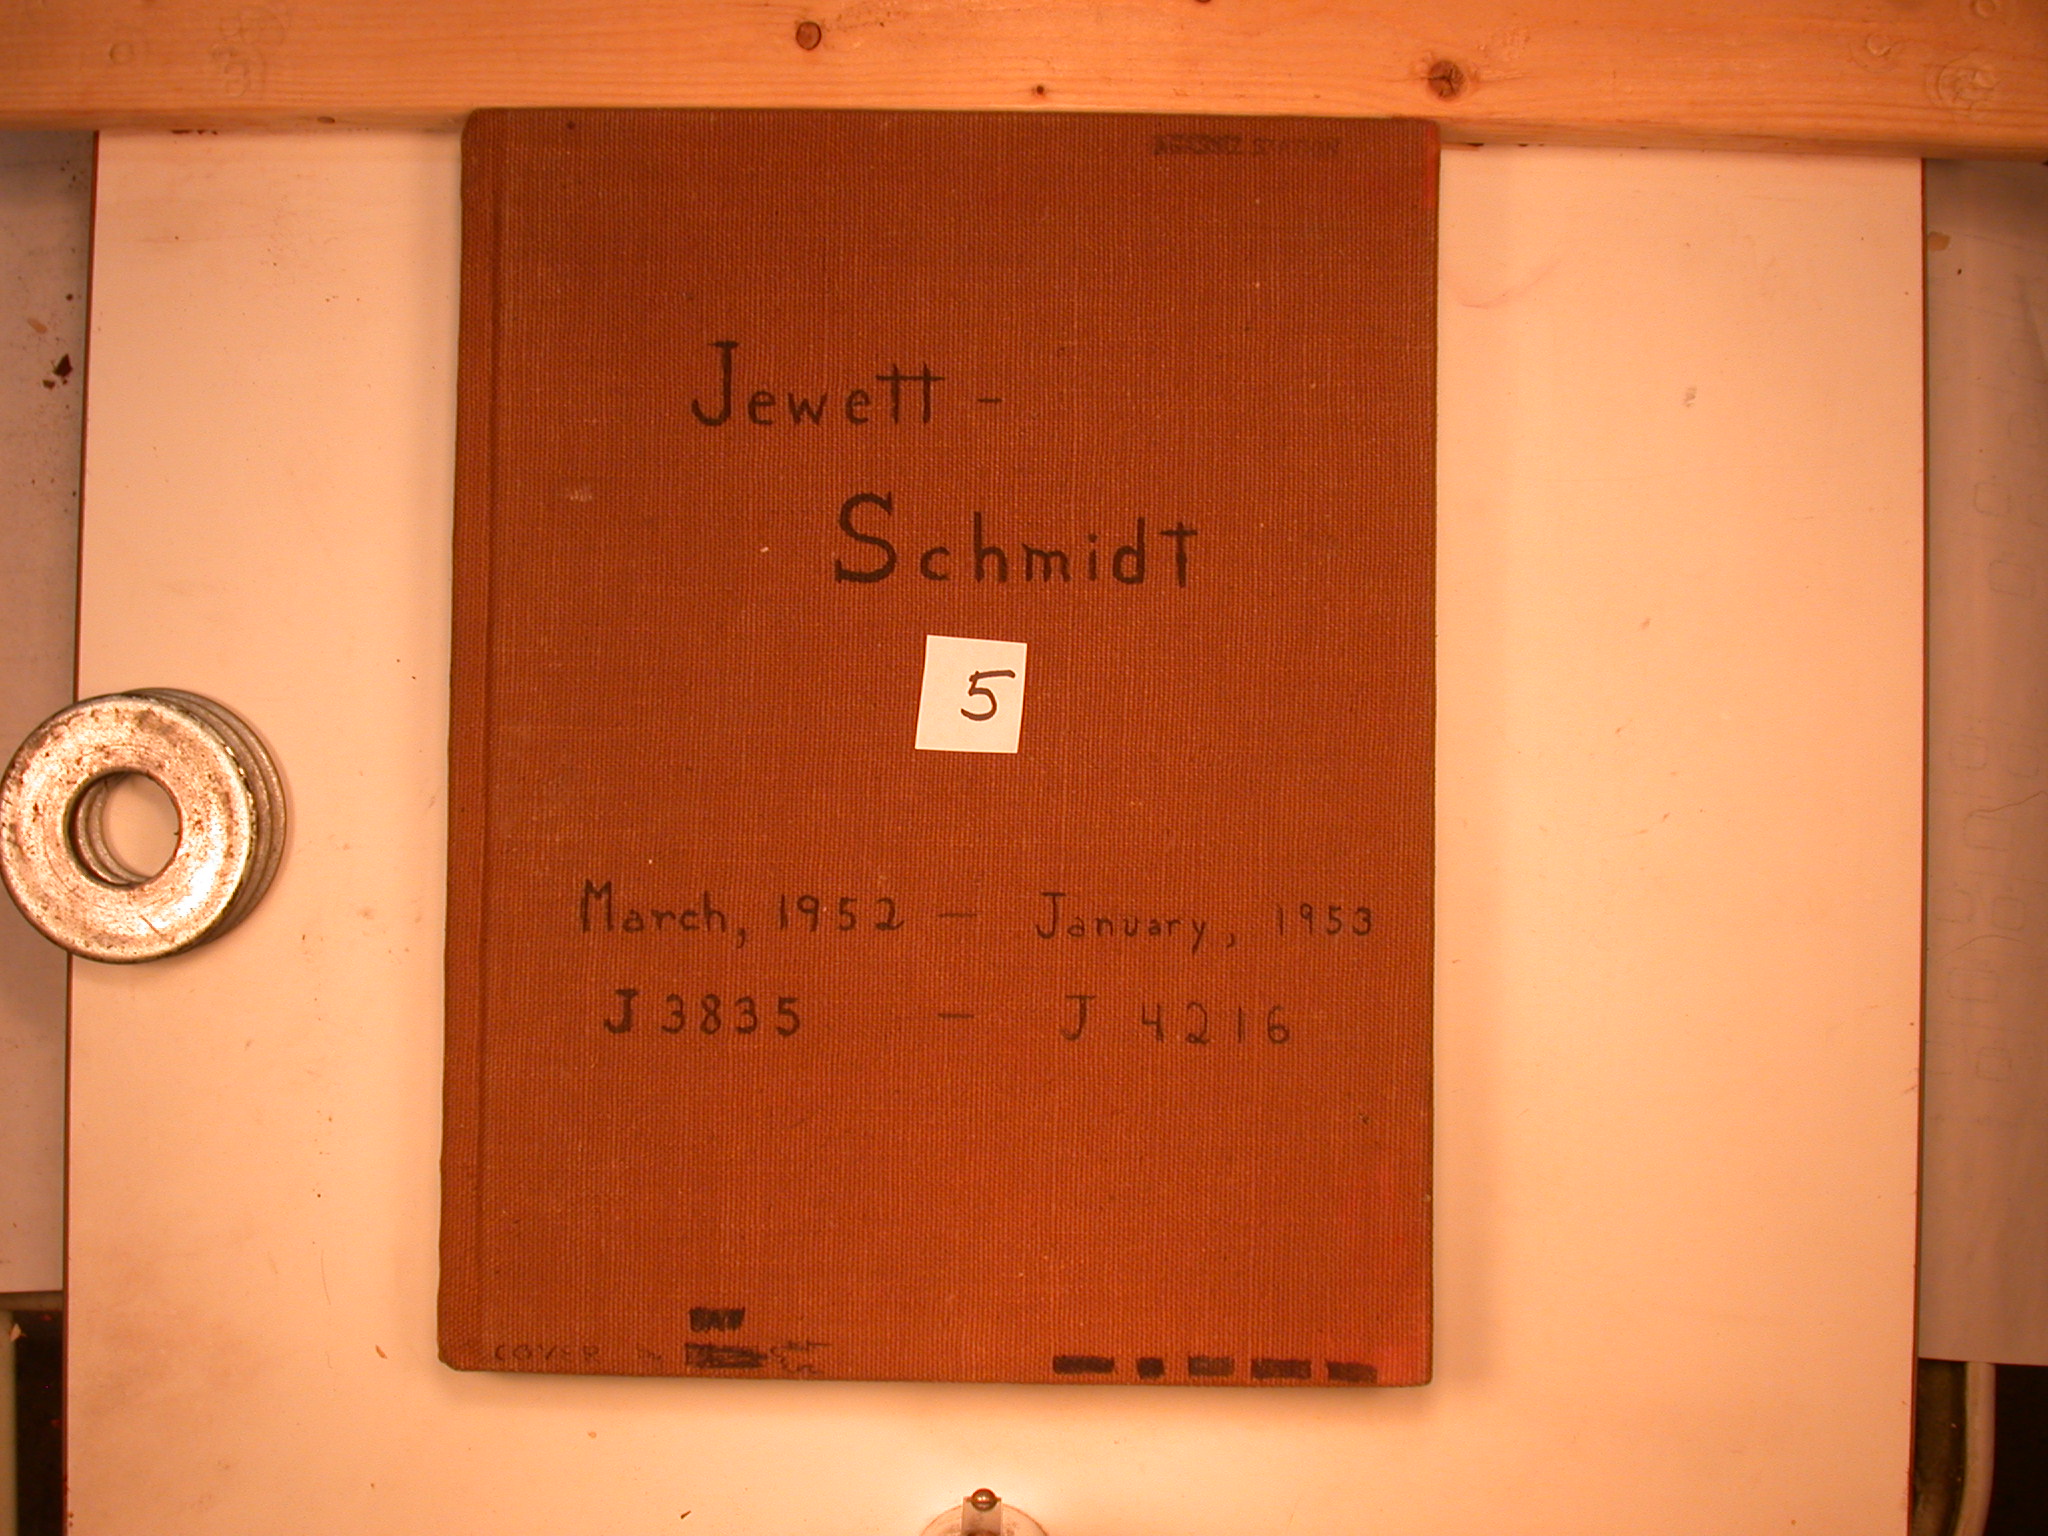 Jewett -
Schmidt
5
March, 1952 — January, 1953
J 3835 — J 4216